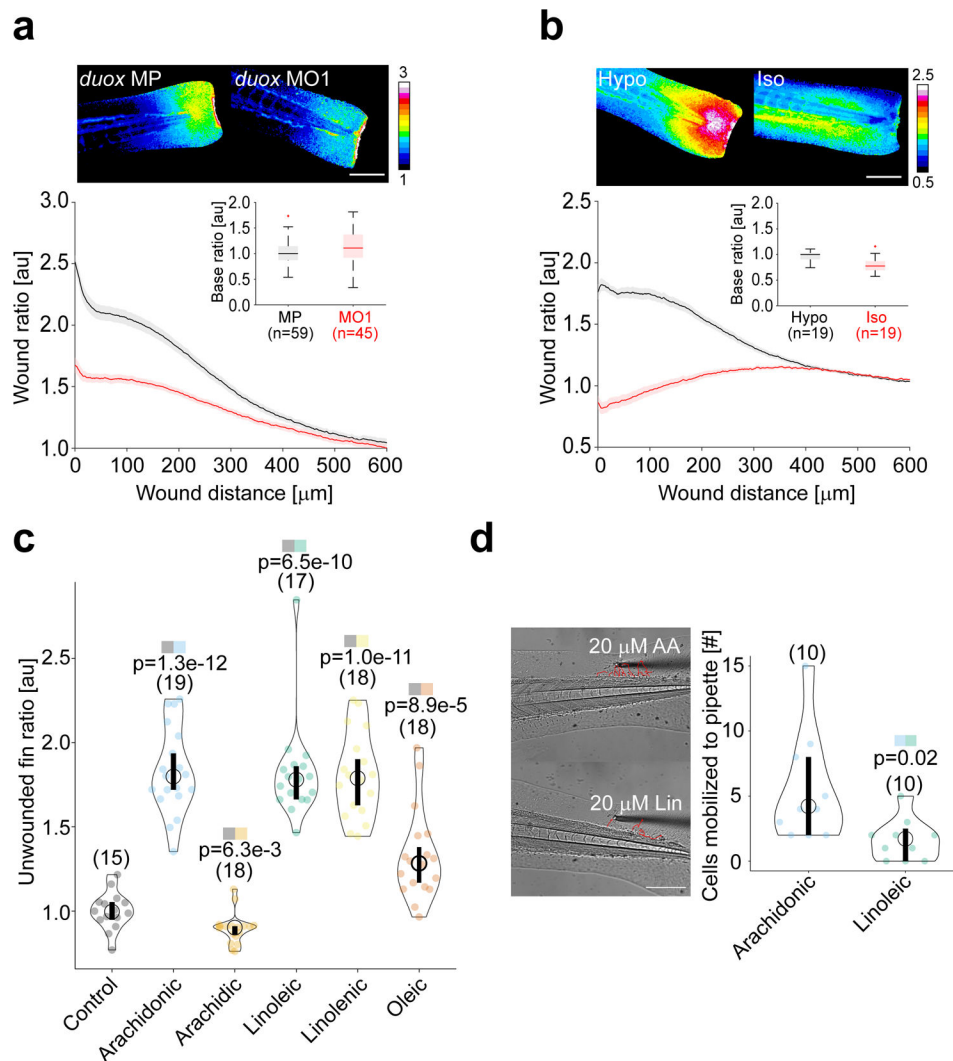 a
duox MP
duox MO1
3
1
Wound ratio [au]
2.5
2.0
1.5
1.0
0 100 200 300 400 500 600
Wound distance [μm]
Base ratio [au]
2.0
1.5
1.0
0.5
0.0
MP MO1
(n=59) (n=45)
b
Hypo
Iso
2.5
0.5
Wound ratio [au]
2.5
2.0
1.5
1.0
0.5
0 100 200 300 400 500 600
Wound distance [μm]
Base ratio [au]
2.0
1.5
1.0
0.5
0.0
Hypo Iso
(n=19) (n=19)
c
Unwounded fin ratio [au]
2.5
2.0
1.5
1.0
(15)
p=1.3e-12
(19)
p=6.3e-3
(18)
p=6.5e-10
(17)
p=1.0e-11
(18)
p=8.9e-5
(18)
Control
Arachidonic
Arachidic
Linoleic
Linolenic
Oleic
d
20 μM AA
20 μM Lin
Cells mobilized to pipette [#]
15
10
5
0
(10)
p=0.02
(10)
Arachidonic
Linoleic